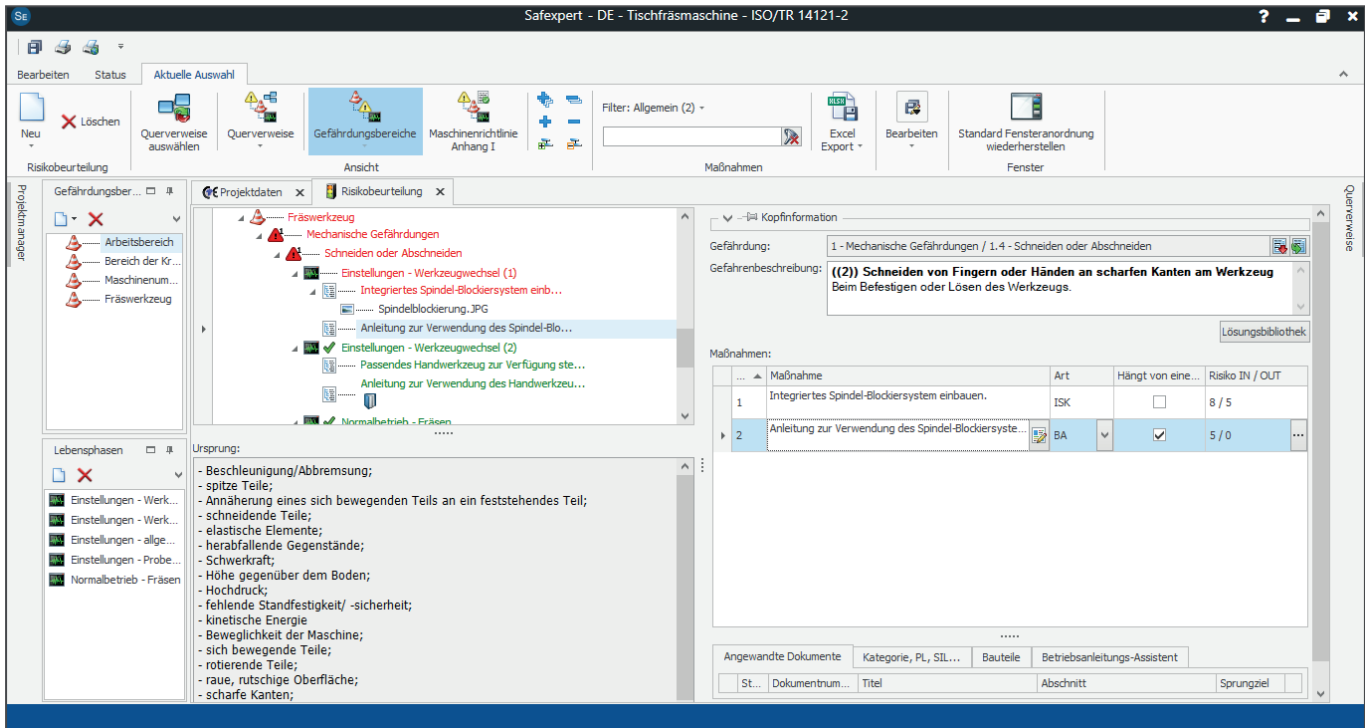 SE
Safexpert - DE - Tischfräsmaschine - ISO/TR 14121-2
Bearbeiten Status Aktuelle Auswahl
Neu
Löschen
Querverweise auswählen
Querverweise
Gefährdungsbereiche
Maschinenrichtlinie Anhang I
Filter: Allgemein (2)
XLSX
Excel Export
Bearbeiten
Standard Fensteranordnung wiederherstellen
Risikobeurteilung Ansicht Maßnahmen Fenster
Projektmanager
Gefährdungsber...
Arbeitsbereich
Bereich der Kr...
Maschinenum...
Fräswerkzeug
Lebensphasen
Einstellungen - Werk...
Einstellungen - Werk...
Einstellungen - allge...
Einstellungen - Probe...
Normalbetrieb - Fräsen
Projektdaten Risikobeurteilung
Fräswerkzeug
Mechanische Gefährdungen
Schneiden oder Abschneiden
Einstellungen - Werkzeugwechsel (1)
Integriertes Spindel-Blockiersystem einb...
Spindelblockierung.JPG
Anleitung zur Verwendung des Spindel-Blo...
Einstellungen - Werkzeugwechsel (2)
Passendes Handwerkzeug zur Verfügung ste...
Anleitung zur Verwendung des Handwerkzeu...
Normalbetrieb - Fräsen
Ursprung:
- Beschleunigung/Abbremsung;
- spitze Teile;
- Annäherung eines sich bewegenden Teils an ein feststehendes Teil;
- schneidende Teile;
- elastische Elemente;
- herabfallende Gegenstände;
- Schwerkraft;
- Höhe gegenüber dem Boden;
- Hochdruck;
- fehlende Standfestigkeit/ -sicherheit;
- kinetische Energie
- Beweglichkeit der Maschine;
- sich bewegende Teile;
- rotierende Teile;
- raue, rutschige Oberfläche;
- scharfe Kanten;
Kopfinformation
Gefährdung: 1 - Mechanische Gefährdungen / 1.4 - Schneiden oder Abschneiden
Gefahrenbeschreibung: ((2)) Schneiden von Fingern oder Händen an scharfen Kanten am Werkzeug
Beim Befestigen oder Lösen des Werkzeugs.
Lösungsbibliothek
Maßnahmen:
... Maßnahme Art Hängt von eine... Risiko IN / OUT
1 Integriertes Spindel-Blockiersystem einbauen. ISK 8 / 5
2 Anleitung zur Verwendung des Spindel-Blockiersyste... BA 5 / 0 ...
Angewandte Dokumente Kategorie, PL, SIL... Bauteile Betriebsanleitungs-Assistent
St... Dokumentnum... Titel Abschnitt Sprungziel
Querverweise